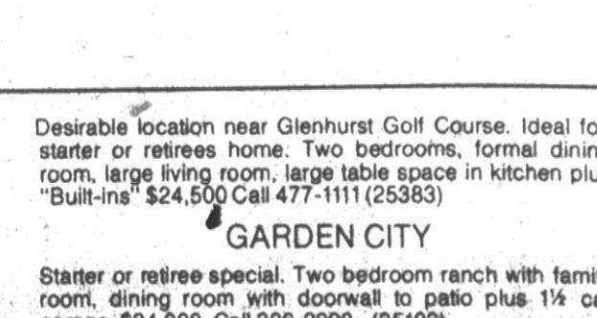 Desirable location near Glenhurst Golf Course. Ideal fo
starter or retirees home. Two bedrooms, formal dinin
room, large living room, large table space in kitchen plu
"Built-ins" $24,500 Call 477-1111 (25383)
GARDEN CITY
Starter or retiree special. Two bedroom ranch with famil
room, dining room with doorwall to patio plus 1½ ca